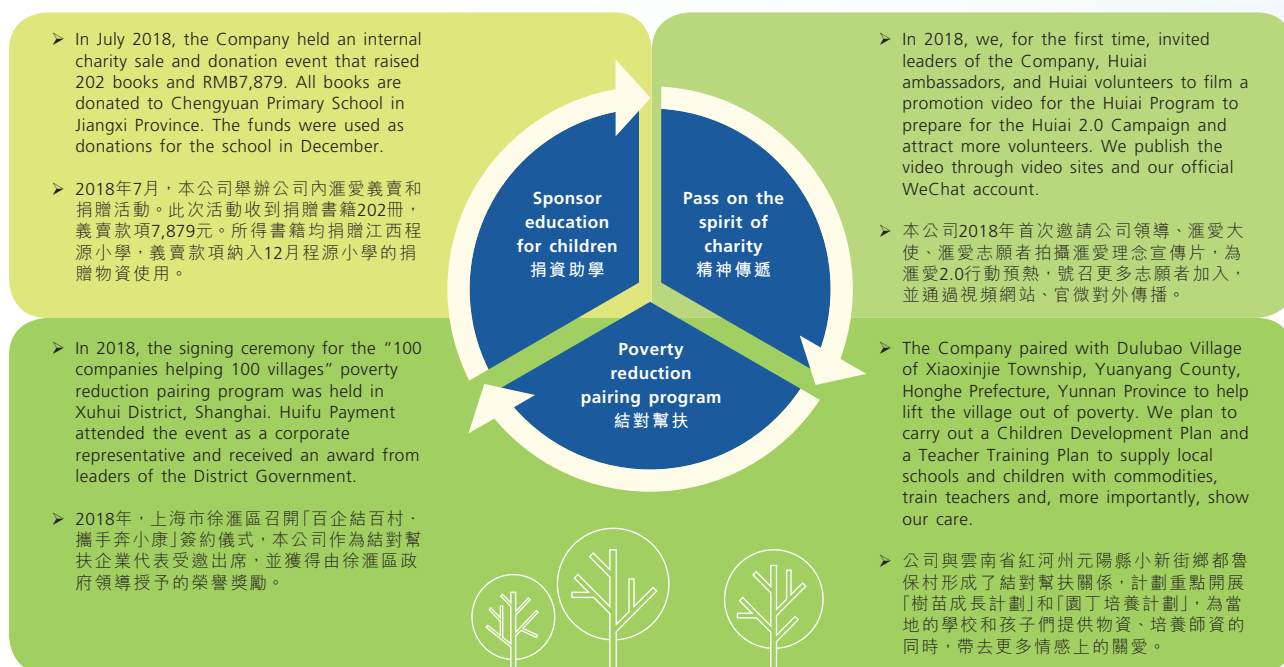 ➢ In July 2018, the Company held an internal
charity sale and donation event that raised
202 books and RMB7,879. All books are
donated to Chengyuan Primary School in
Jiangxi Province. The funds were used as
donations for the school in December.
➢ 2018年7月，本公司舉辦公司內滙愛義賣和
捐贈活動。此次活動收到捐贈書籍202冊，
義賣款項7,879元。所得書籍均捐贈江西程
源小學，義賣款項納入12月程源小學的捐
贈物資使用。
Sponsor
education
for children
捐資助學
Pass on the
spirit of
charity
精神傳遞
➢ In 2018, we, for the first time, invited
leaders of the Company, Huiai
ambassadors, and Huiai volunteers to film a
promotion video for the Huiai Program to
prepare for the Huiai 2.0 Campaign and
attract more volunteers. We publish the
video through video sites and our official
WeChat account.
➢ 本公司2018年首次邀請公司領導、滙愛大
使、滙愛志願者拍攝滙愛理念宣傳片，為
滙愛2.0行動預熱，號召更多志願者加入，
並通過視頻網站、官微對外傳播。
➢ In 2018, the signing ceremony for the “100
companies helping 100 villages” poverty
reduction pairing program was held in
Xuhui District, Shanghai. Huifu Payment
attended the event as a corporate
representative and received an award from
leaders of the District Government.
➢ 2018年，上海市徐滙區召開「百企結百村．
攜手奔小康」簽約儀式，本公司作為結對幫
扶企業代表受邀出席，並獲得由徐滙區政
府領導授予的榮譽獎勵。
Poverty
reduction
pairing program
結對幫扶
➢ The Company paired with Dulubao Village
of Xiaoxinjie Township, Yuanyang County,
Honghe Prefecture, Yunnan Province to help
lift the village out of poverty. We plan to
carry out a Children Development Plan and
a Teacher Training Plan to supply local
schools and children with commodities,
train teachers and, more importantly, show
our care.
➢ 公司與雲南省紅河州元陽縣小新街鄉都魯
保村形成了結對幫扶關係，計劃重點開展
「樹苗成長計劃」和「園丁培養計劃」，為當
地的學校和孩子們提供物資、培養師資的
同時，帶去更多情感上的關愛。